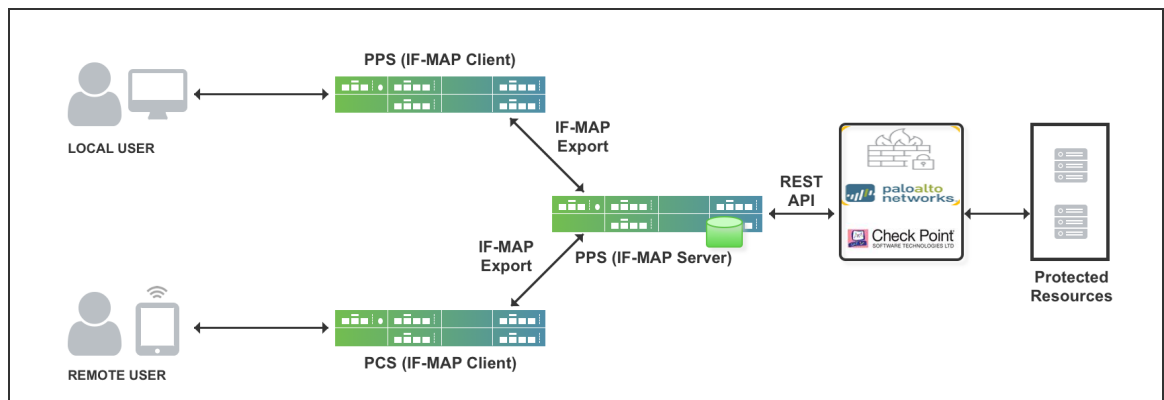 PPS (IF-MAP Client)
LOCAL USER
IF-MAP
Export
REST
API
paloalto
networks
Check Point
SOFTWARE TECHNOLOGIES LTD
IF-MAP
Export
PPS (IF-MAP Server)
Protected
Resources
REMOTE USER
PCS (IF-MAP Client)